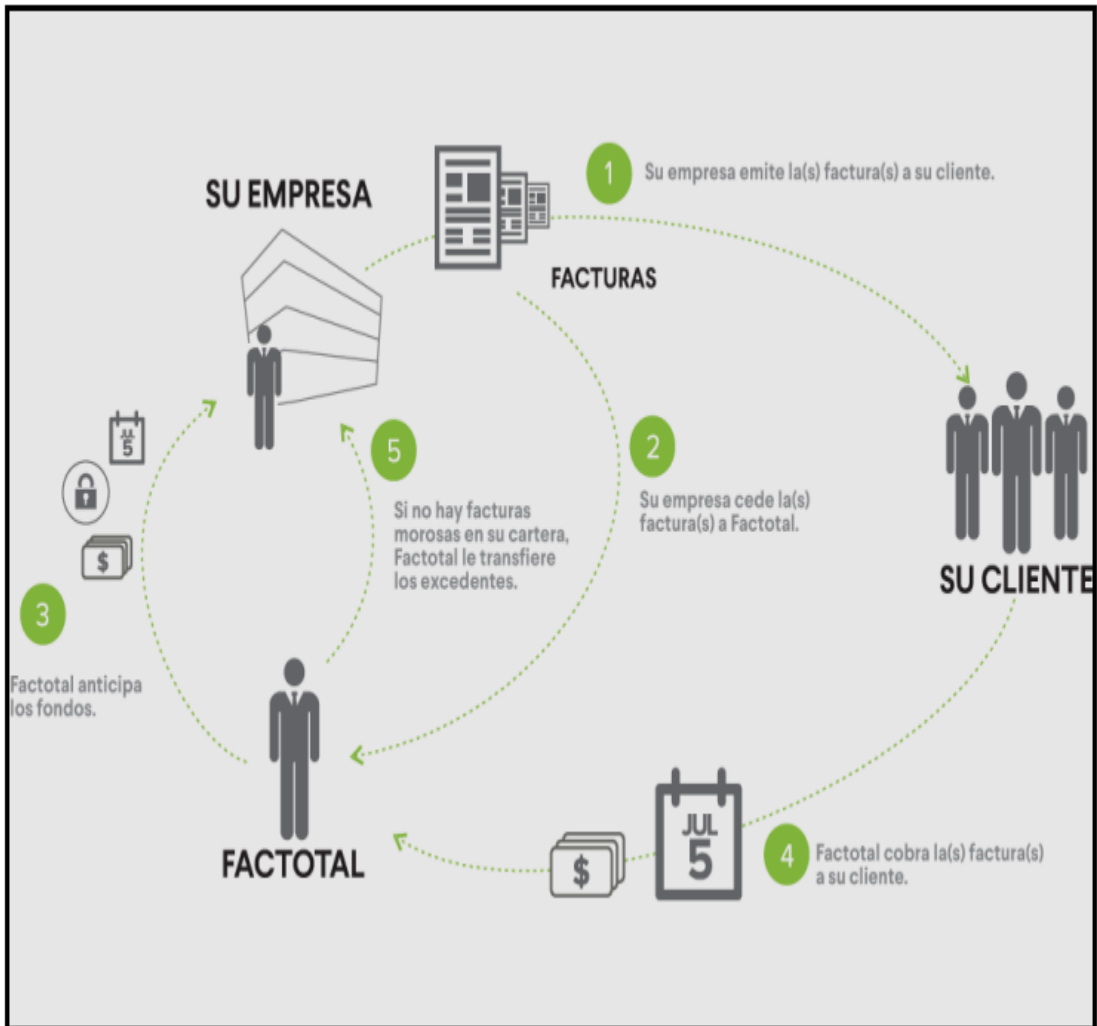 SU EMPRESA
1
Su empresa emite la(s) factura(s) a su cliente.
FACTURAS
2
Su empresa cede la(s)
factura(s) a Factotal.
SU CLIENTE
5
Si no hay facturas
morosas en su cartera,
Factotal le transfiere
los excedentes.
JUL
5
$
3
Factotal anticipa
los fondos.
FACTOTAL
JUL
5
$
4
Factotal cobra la(s) factura(s)
a su cliente.